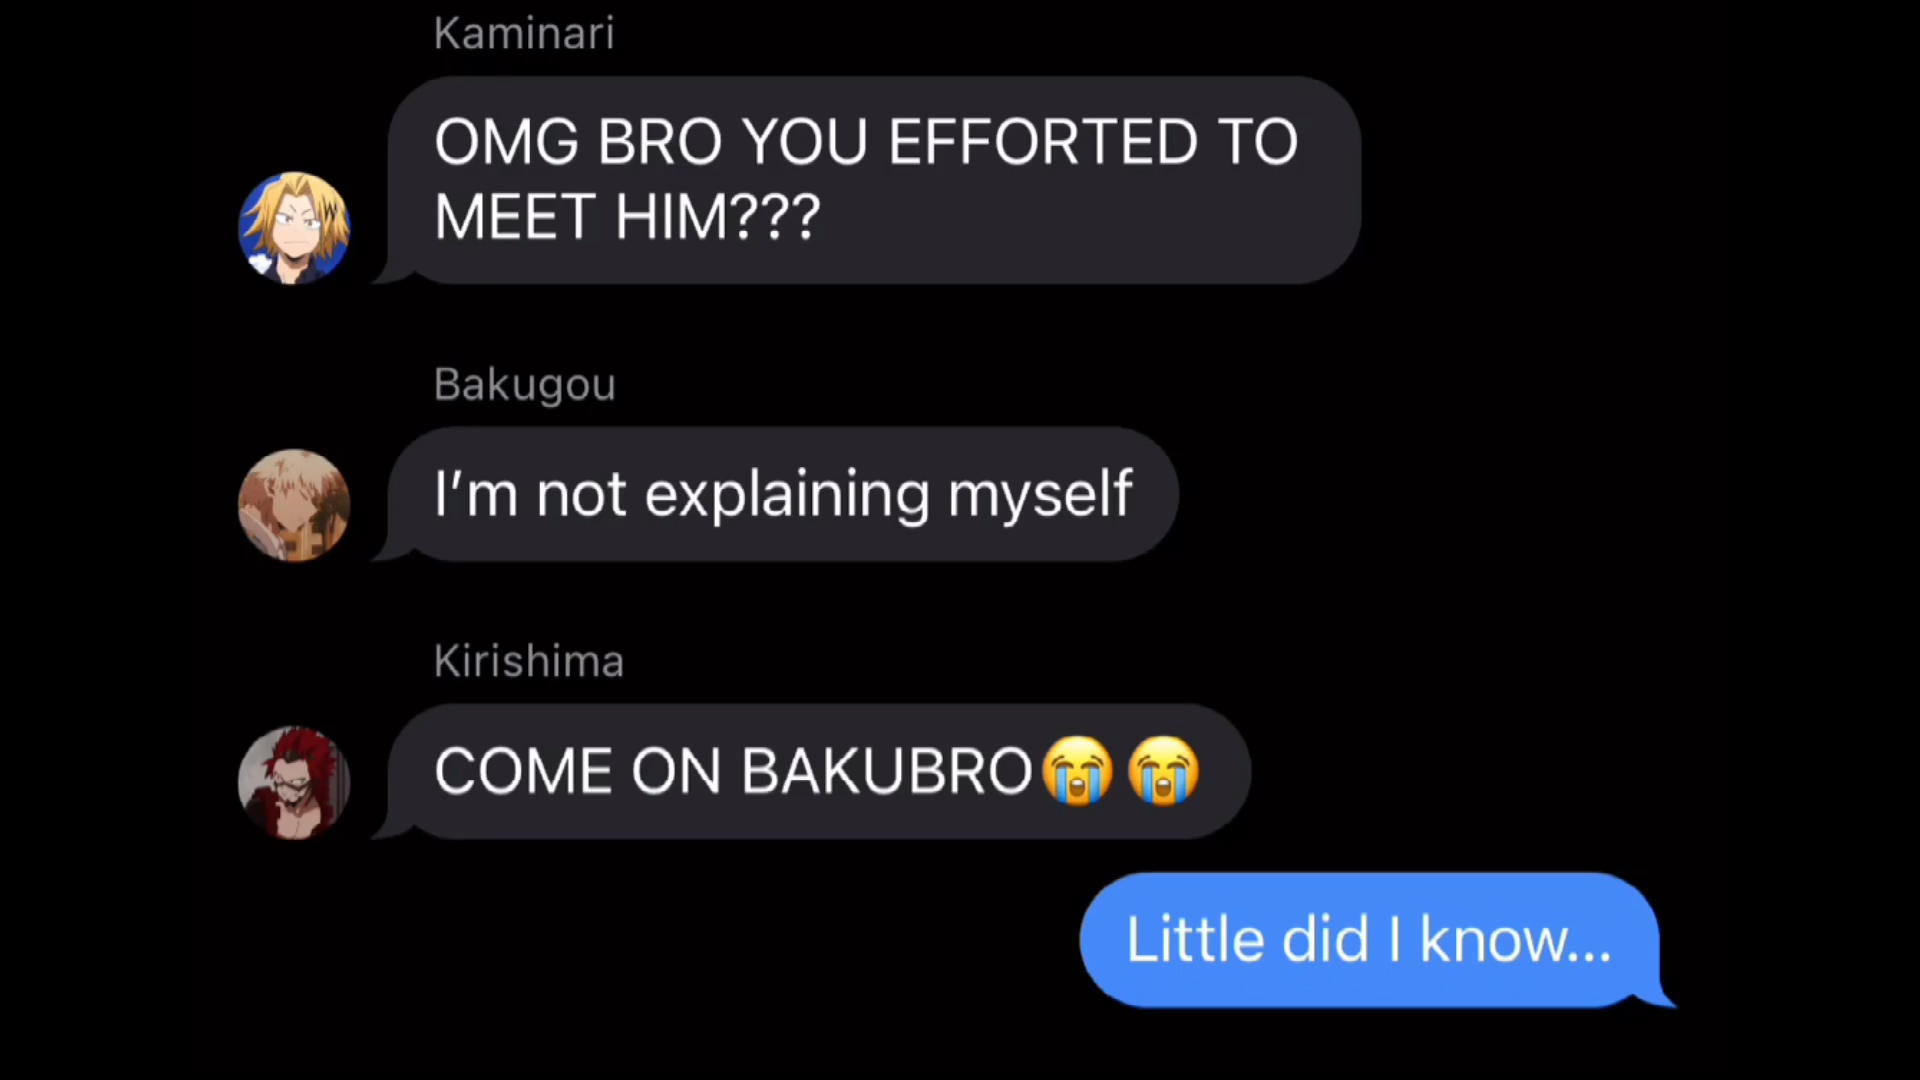 Kaminari
OMG BRO YOU EFFORTED TO
MEET HIM???
Bakugou
I'm not explaining myself
Kirishima
COME ON BAKUBRO😭😭
Little did I know...